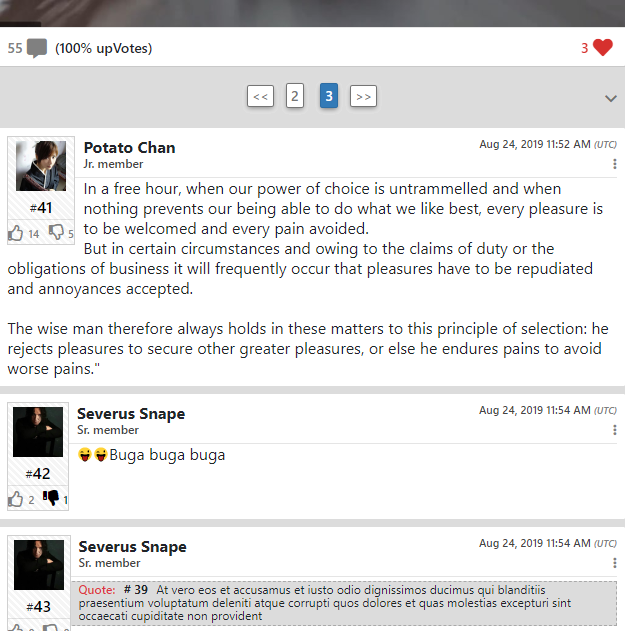 55 (100% upVotes) 3
<< 2 3 >>
Potato Chan Aug 24, 2019 11:52 AM (UTC)
Jr. member
In a free hour, when our power of choice is untrammelled and when
nothing prevents our being able to do what we like best, every pleasure is
#41
to be welcomed and every pain avoided.
14 5
But in certain circumstances and owing to the claims of duty or the
obligations of business it will frequently occur that pleasures have to be repudiated
and annoyances accepted.
The wise man therefore always holds in these matters to this principle of selection: he
rejects pleasures to secure other greater pleasures, or else he endures pains to avoid
worse pains."
Severus Snape Aug 24, 2019 11:54 AM (UTC)
Sr. member
😜😜Buga buga buga
#42
2 1
Severus Snape Aug 24, 2019 11:54 AM (UTC)
Sr. member
Quote: # 39 At vero eos et accusamus et iusto odio dignissimos ducimus qui blanditiis
praesentium voluptatum deleniti atque corrupti quos dolores et quas molestias excepturi sint
occaecati cupiditate non provident
#43